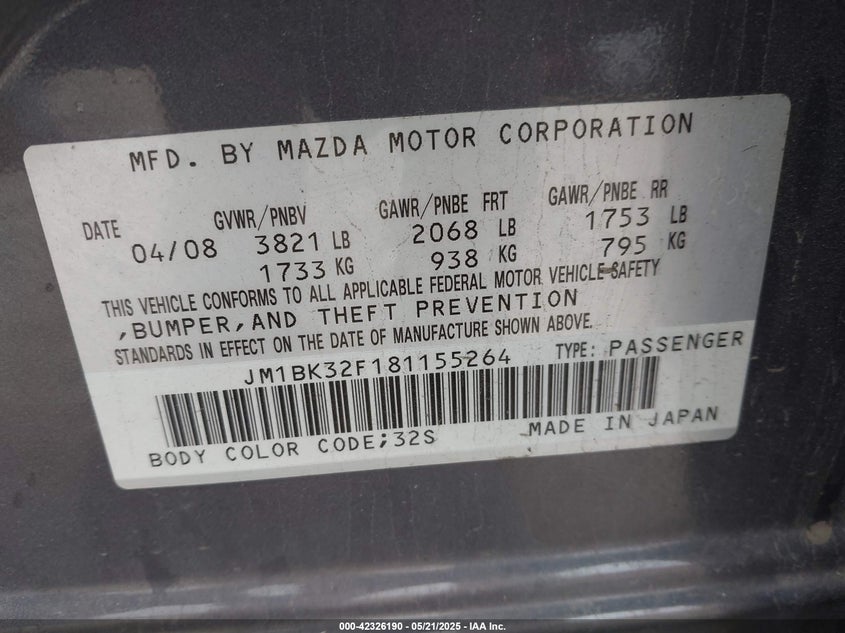 MFD. BY MAZDA MOTOR CORPORATION
DATE GVWR/PNBV GAWR/PNBE FRT GAWR/PNBE RR
04/08 3821 LB 2068 LB 1753 LB
1733 KG 938 KG 795 KG
THIS VEHICLE CONFORMS TO ALL APPLICABLE FEDERAL MOTOR VEHICLE SAFETY
,BUMPER,AND THEFT PREVENTION
STANDARDS IN EFFECT ON THE DATE OF MANUFACTURE SHOWN ABOVE.
JM1BK32F181155264 TYPE: PASSENGER
BODY COLOR CODE;32S MADE IN JAPAN
000-42326190 - 05/21/2025 - IAA Inc.